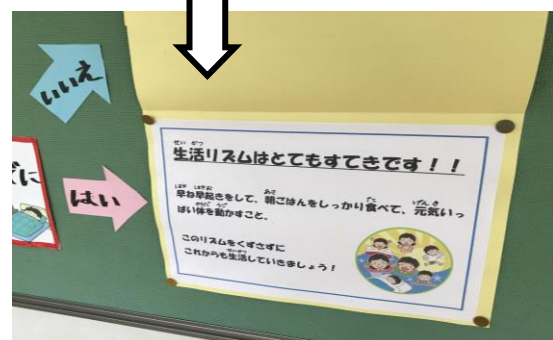 いいえ
ずに
はい
生活リズムはとてもすてきです！！
早ね早起きをして、朝ごはんをしっかり食べて、元気いっ
ぱい体を動かすこと。
このリズムをくずさずに
これからも生活していきましょう！